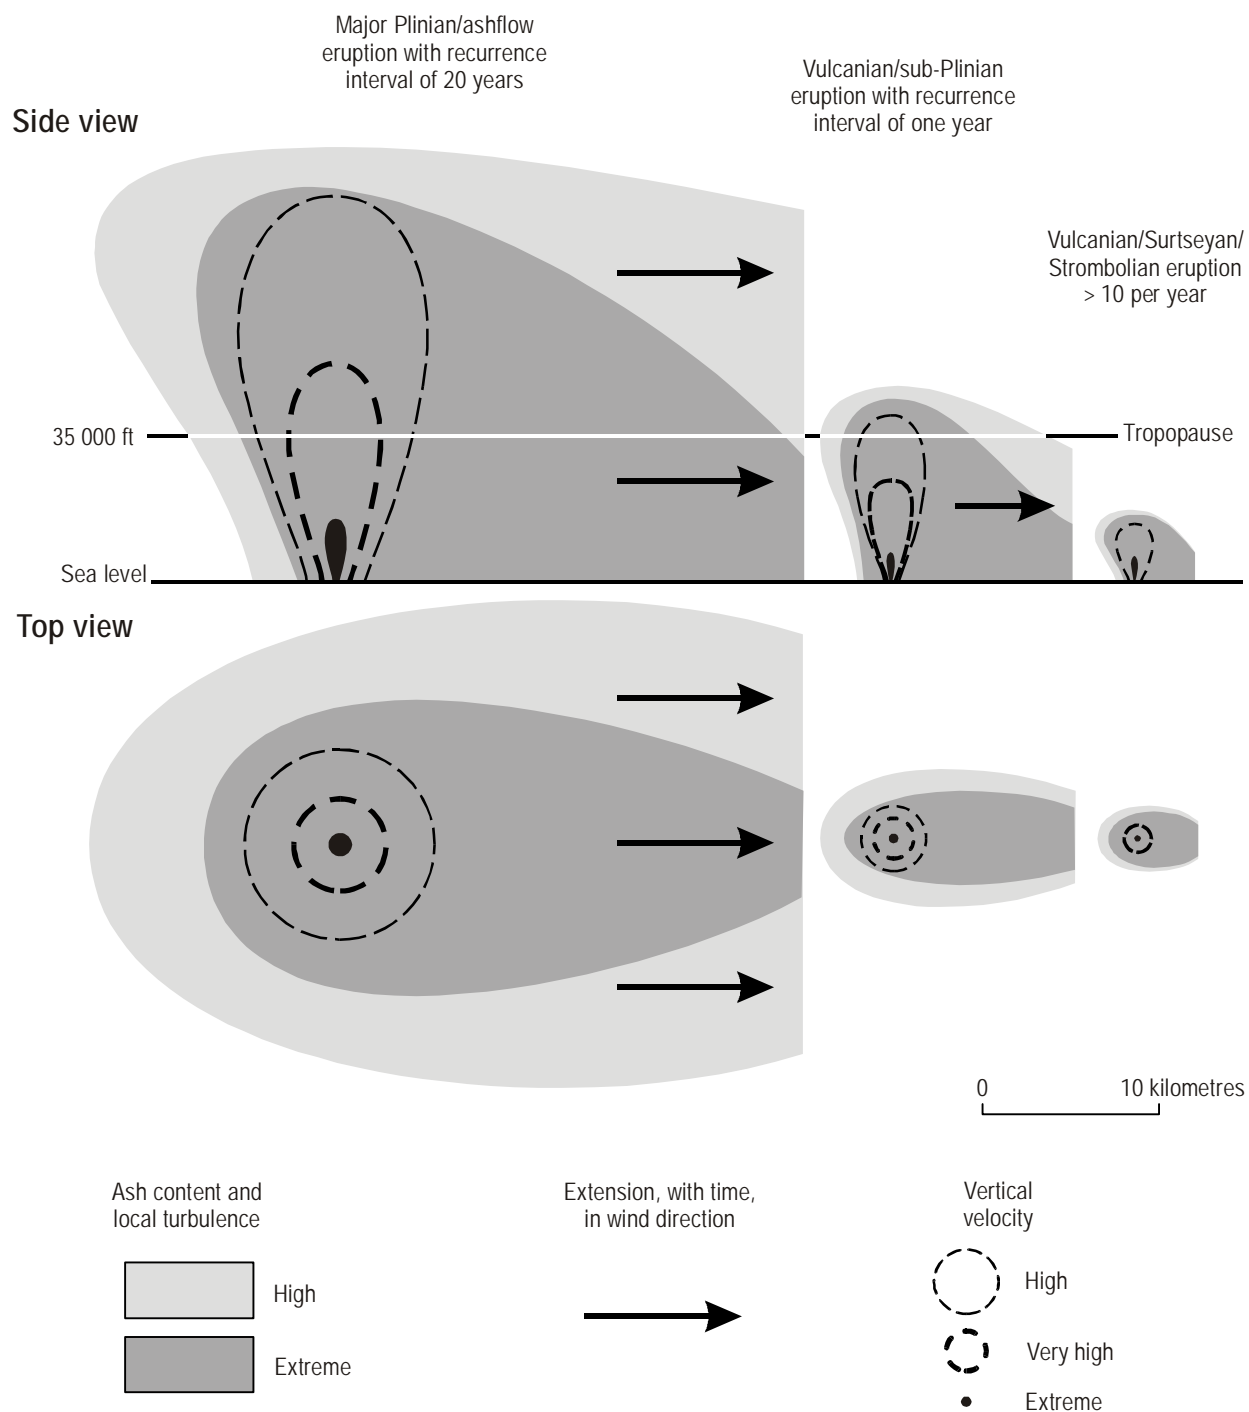 Major Plinian/ashflow
eruption with recurrence
interval of 20 years
Vulcanian/sub-Plinian
eruption with recurrence
interval of one year
Side view
Vulcanian/Surtseyan/
Strombolian eruption
> 10 per year
35 000 ft
Tropopause
Sea level
Top view
0
10 kilometres
Ash content and
local turbulence
High
Extreme
Extension, with time,
in wind direction
Vertical
velocity
High
Very high
Extreme